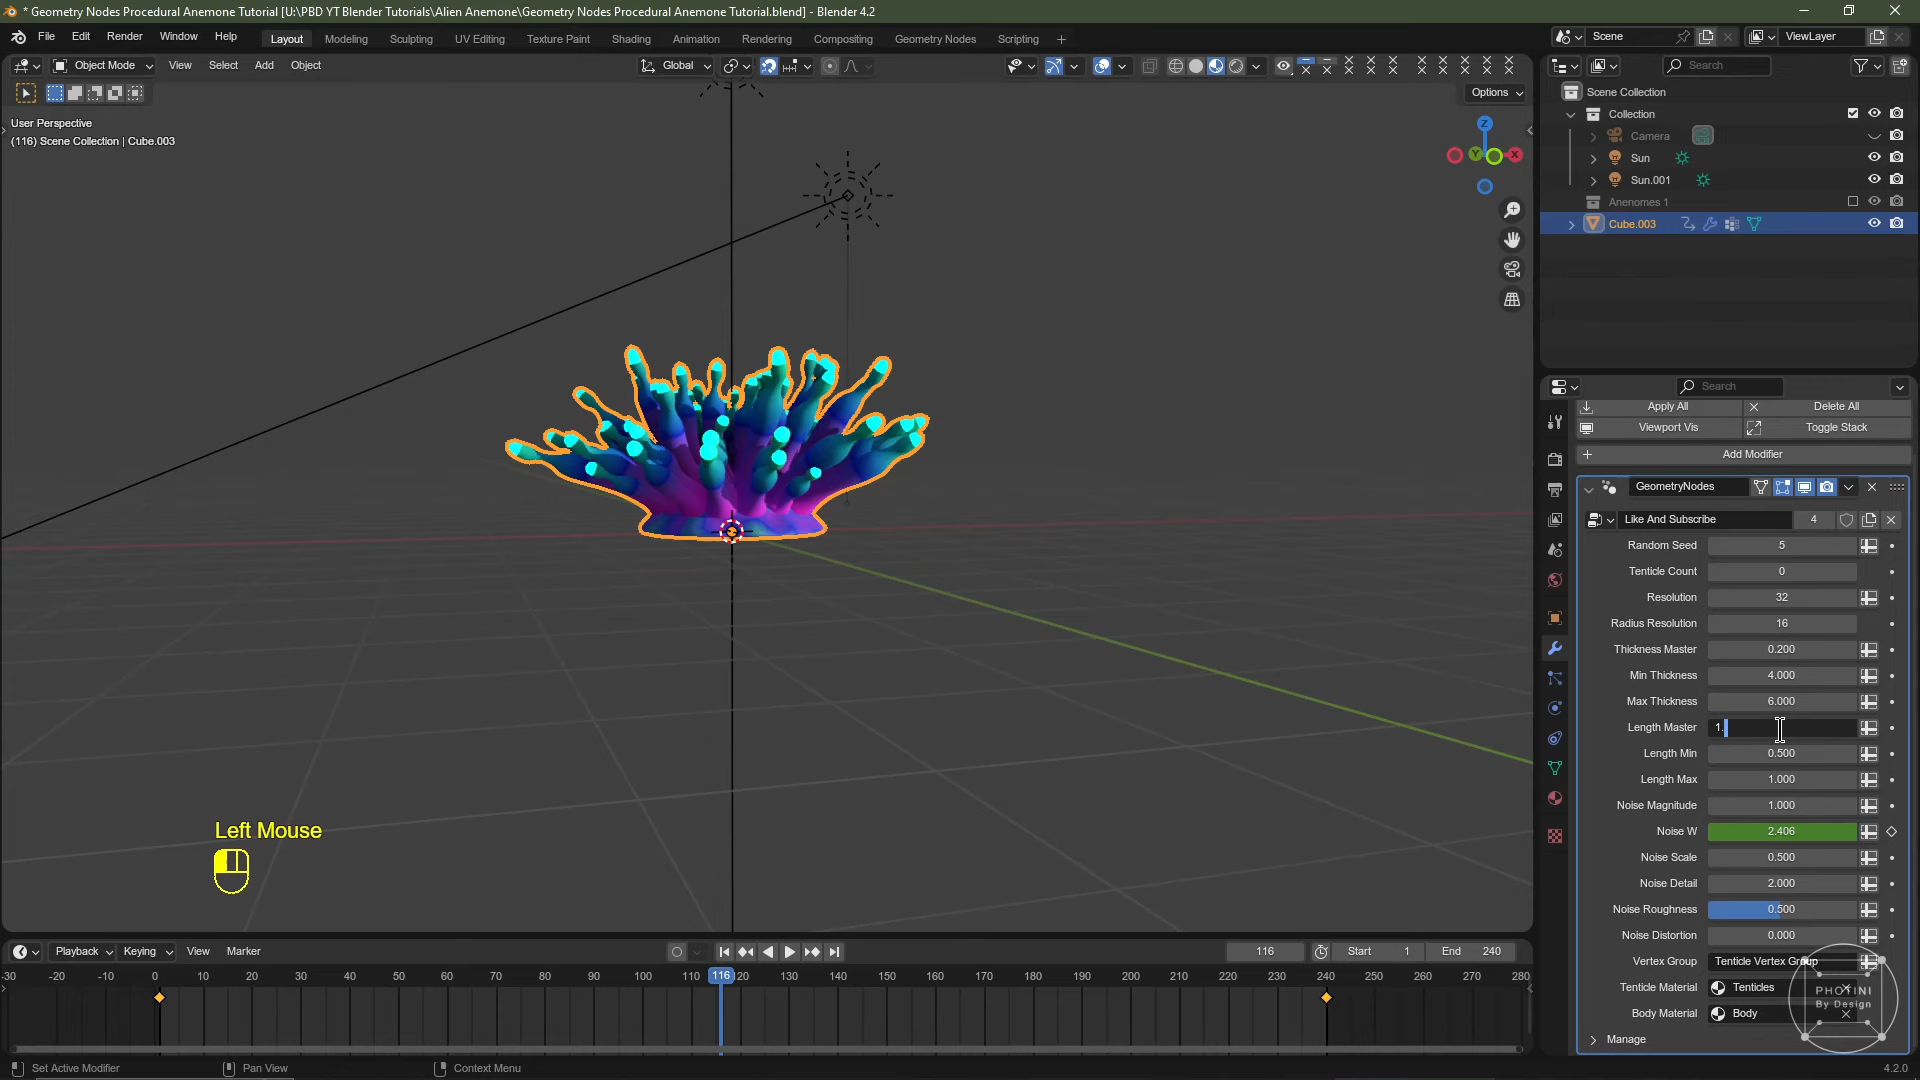 * Geometry Nodes Procedural Anemone Tutorial [U:\PBD YT Blender Tutorials\Alien Anemone\Geometry Nodes Procedural Anemone Tutorial.blend] - Blender 4.2
File Edit Render Window Help Layout Modeling Sculpting UV Editing Texture Paint Shading Animation Rendering Compositing Geometry Nodes Scripting + Scene ViewLayer
Object Mode View Select Add Object Global Search
Options
User Perspective
(116) Scene Collection | Cube.003
Z
Y X
Scene Collection
Collection
Camera
Sun
Sun.001
Anenomes 1
Cube.003
Search
Apply All Delete All
Viewport Vis Toggle Stack
Add Modifier
GeometryNodes
Like And Subscribe 4
Random Seed 5
Tenticle Count 0
Resolution 32
Radius Resolution 16
Thickness Master 0.200
Min Thickness 4.000
Max Thickness 6.000
Length Master 1.
Length Min 0.500
Length Max 1.000
Noise Magnitude 1.000
Noise W 2.406
Noise Scale 0.500
Noise Detail 2.000
Noise Roughness 0.500
Noise Distortion 0.000
Vertex Group Tenticle Vertex Group
Tenticle Material Tenticles
Body Material Body
Manage
PHOTINI
By Design
Left Mouse
Playback Keying View Marker 116 Start 1 End 240
-30 -20 -10 0 10 20 30 40 50 60 70 80 90 100 110 116 120 130 140 150 160 170 180 190 200 210 220 230 240 250 260 270 280
Set Active Modifier Pan View Context Menu 4.2.0